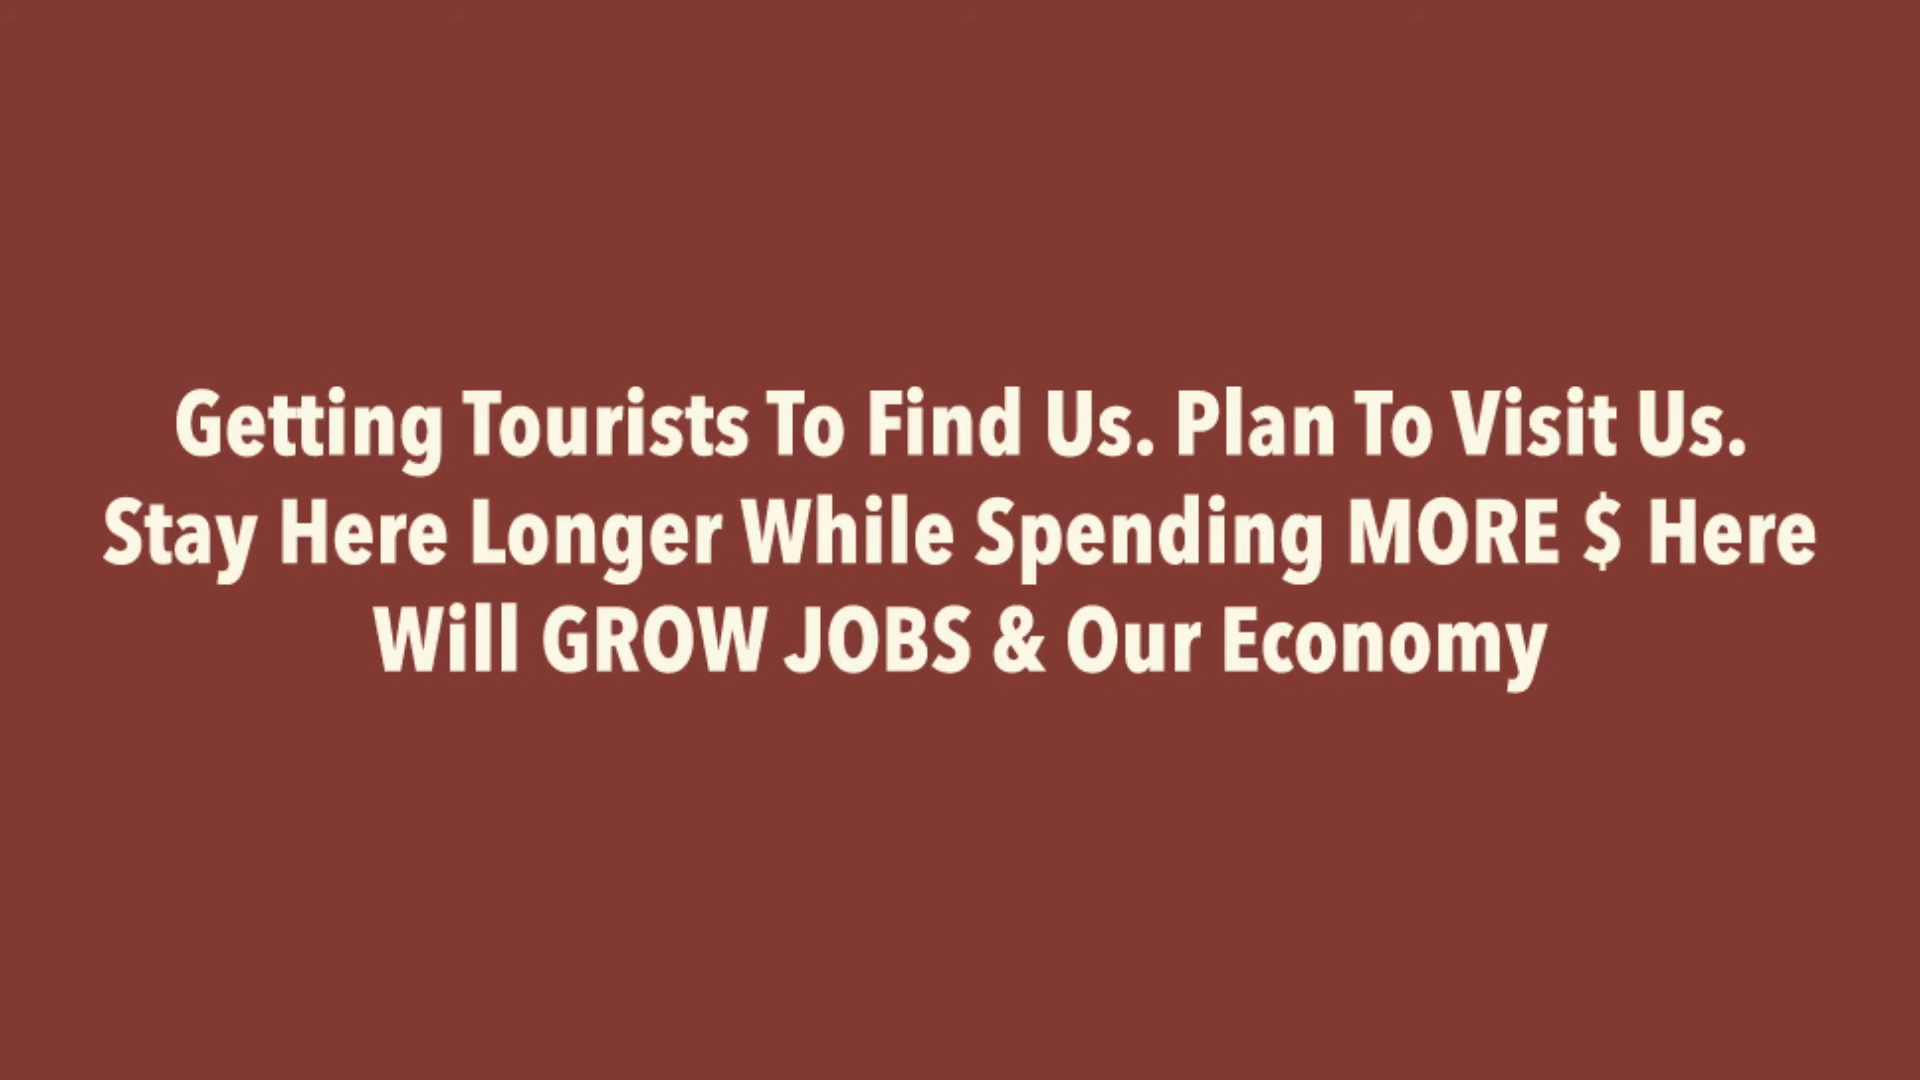 Getting Tourists To Find Us. Plan To Visit Us.
Stay Here Longer While Spending MORE $ Here
Will GROW JOBS & Our Economy